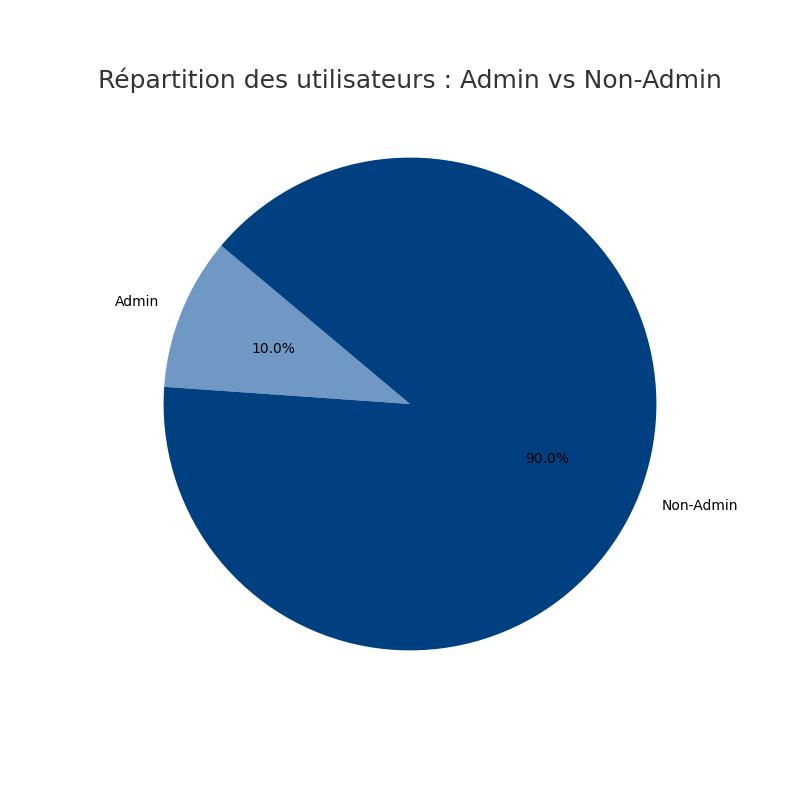 Répartition des utilisateurs : Admin vs Non-Admin
Admin
10.0%
90.0%
Non-Admin